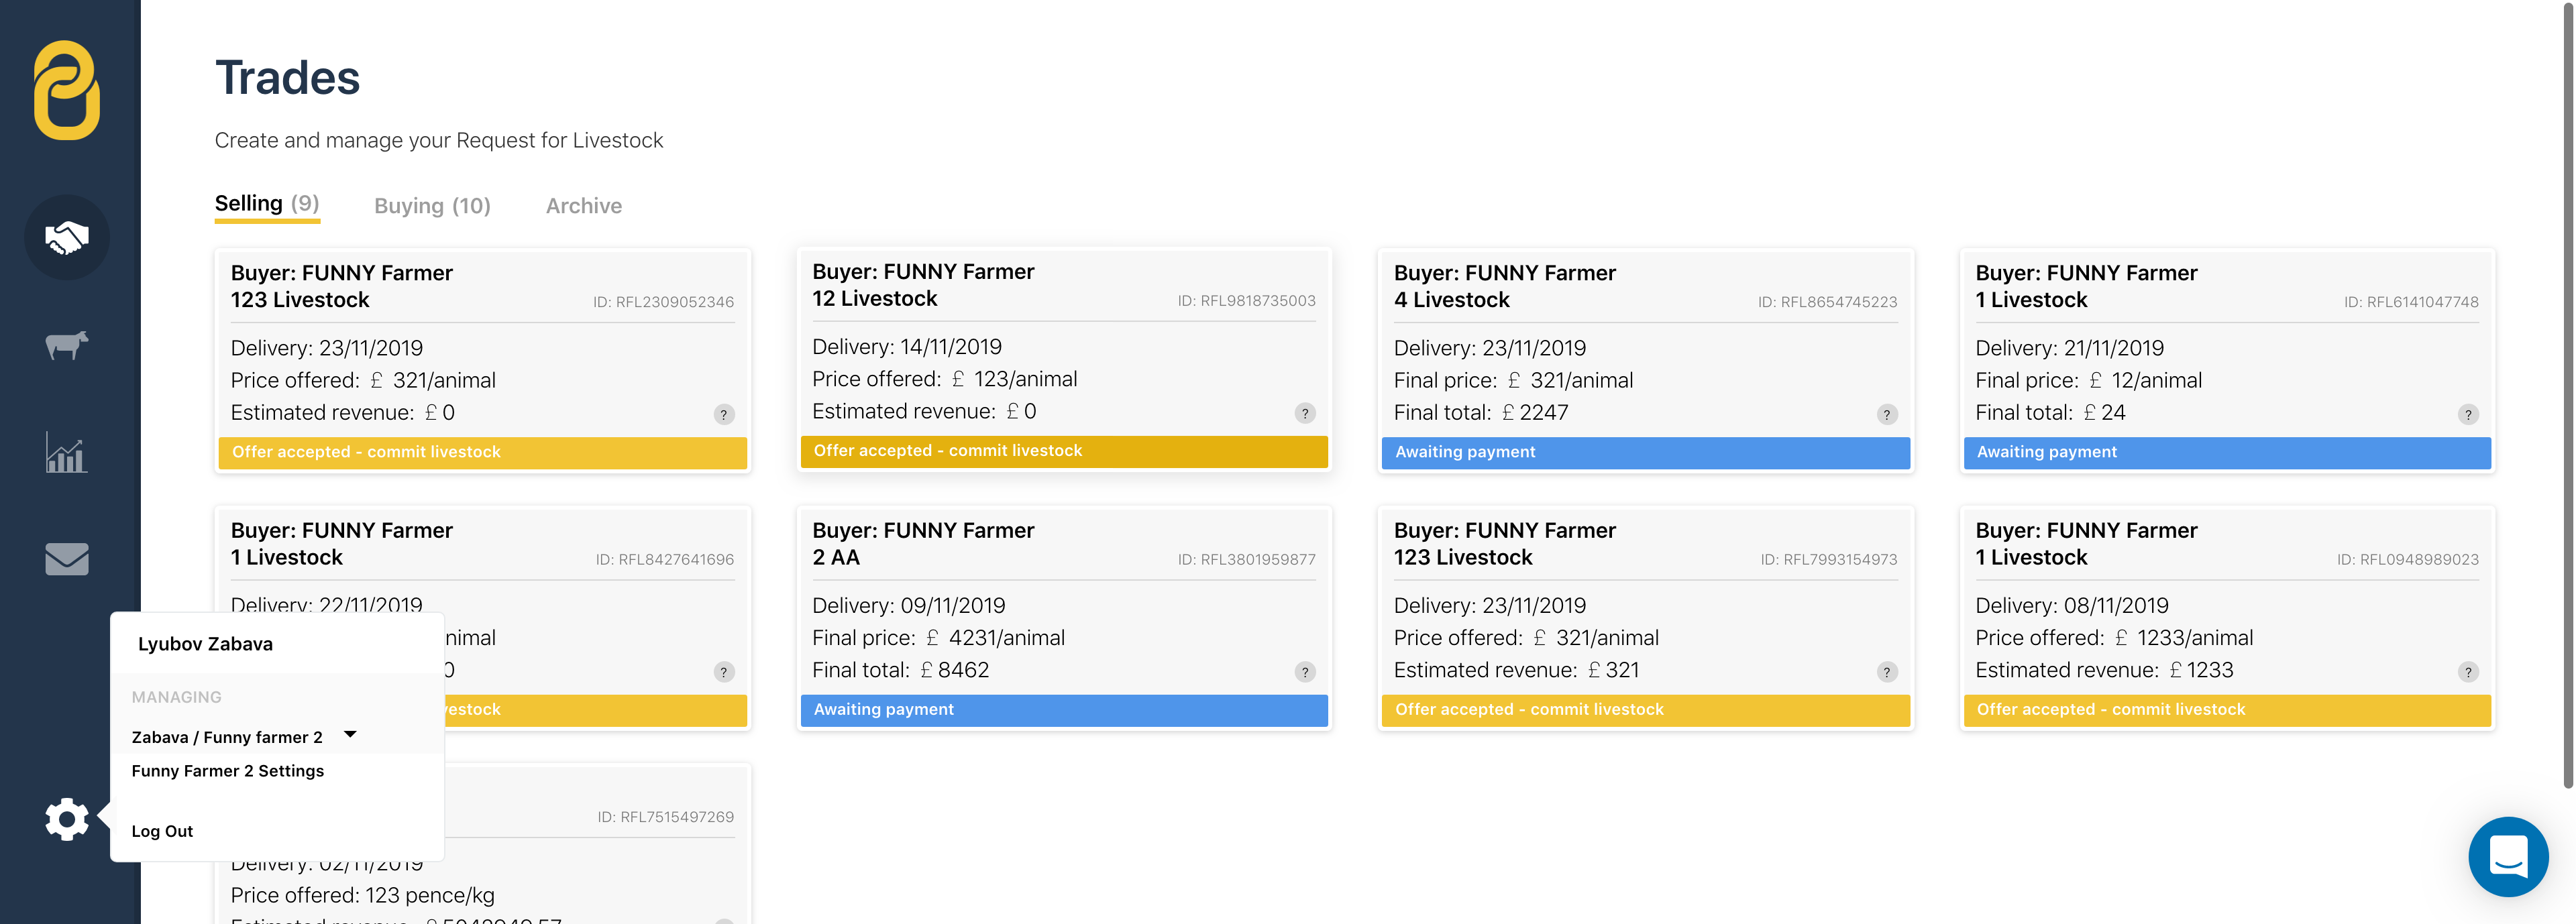 Trades
Create and manage your Request for Livestock
Selling (9)
Buying (10)
Archive
Buyer: FUNNY Farmer
123 Livestock
ID: RFL2309052346
Delivery: 23/11/2019
Price offered: £ 321/animal
Estimated revenue: £ 0
?
Offer accepted - commit livestock
Buyer: FUNNY Farmer
12 Livestock
ID: RFL9818735003
Delivery: 14/11/2019
Price offered: £ 123/animal
Estimated revenue: £ 0
?
Offer accepted - commit livestock
Buyer: FUNNY Farmer
4 Livestock
ID: RFL8654745223
Delivery: 23/11/2019
Final price: £ 321/animal
Final total: £ 2247
?
Awaiting payment
Buyer: FUNNY Farmer
1 Livestock
ID: RFL6141047748
Delivery: 21/11/2019
Final price: £ 12/animal
Final total: £ 24
?
Awaiting payment
Buyer: FUNNY Farmer
1 Livestock
ID: RFL8427641696
Delivery: 22/11/2019
nimal
0
?
vestock
Buyer: FUNNY Farmer
2 AA
ID: RFL3801959877
Delivery: 09/11/2019
Final price: £ 4231/animal
Final total: £ 8462
?
Awaiting payment
Buyer: FUNNY Farmer
123 Livestock
ID: RFL7993154973
Delivery: 23/11/2019
Price offered: £ 321/animal
Estimated revenue: £ 321
?
Offer accepted - commit livestock
Buyer: FUNNY Farmer
1 Livestock
ID: RFL0948989023
Delivery: 08/11/2019
Price offered: £ 1233/animal
Estimated revenue: £ 1233
?
Offer accepted - commit livestock
Lyubov Zabava
MANAGING
Zabava / Funny farmer 2
Funny Farmer 2 Settings
Log Out
ID: RFL7515497269
Delivery: 02/11/2019
Price offered: 123 pence/kg
Estimated revenue: £